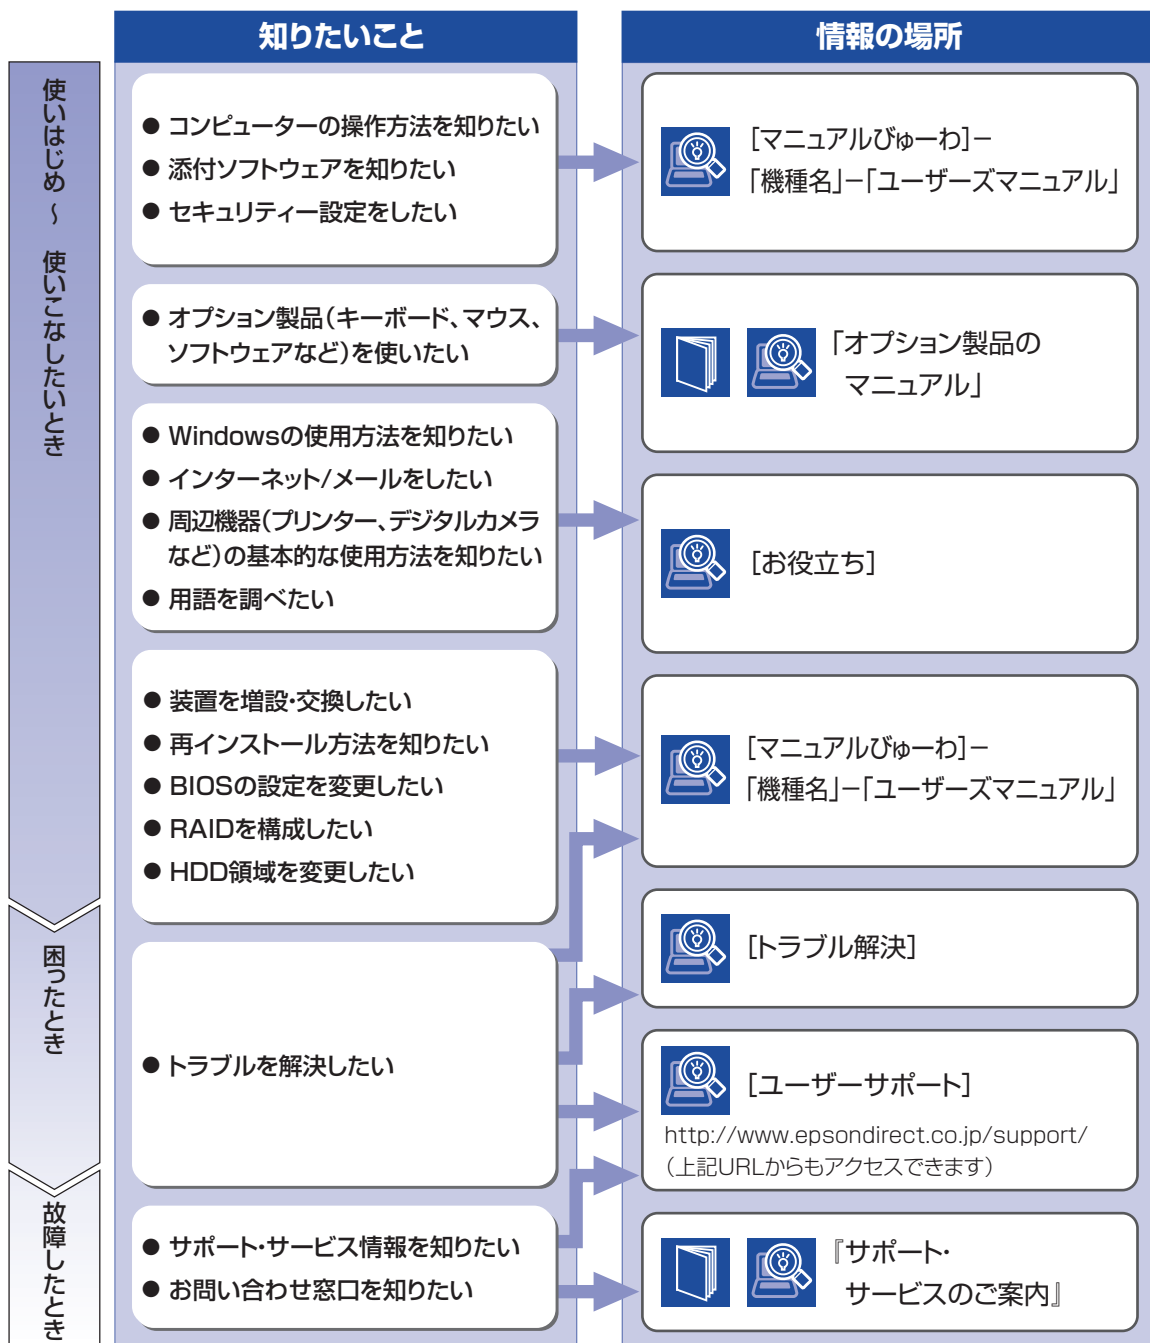 知りたいこと
情報の場所
使いはじめ ～ 使いこなしたいとき
● コンピューターの操作方法を知りたい
● 添付ソフトウェアを知りたい
● セキュリティー設定をしたい
[マニュアルびゅーわ]－
「機種名」－「ユーザーズマニュアル」
● オプション製品（キーボード、マウス、
ソフトウェアなど）を使いたい
「オプション製品の
マニュアル」
● Windowsの使用方法を知りたい
● インターネット/メールをしたい
● 周辺機器（プリンター、デジタルカメラ
など）の基本的な使用方法を知りたい
● 用語を調べたい
[お役立ち]
● 装置を増設・交換したい
● 再インストール方法を知りたい
● BIOSの設定を変更したい
● RAIDを構成したい
● HDD領域を変更したい
[マニュアルびゅーわ]－
「機種名」－「ユーザーズマニュアル」
困ったとき
● トラブルを解決したい
[トラブル解決]
[ユーザーサポート]
http://www.epsondirect.co.jp/support/
（上記URLからもアクセスできます）
故障したとき
● サポート・サービス情報を知りたい
● お問い合わせ窓口を知りたい
『サポート・
サービスのご案内』